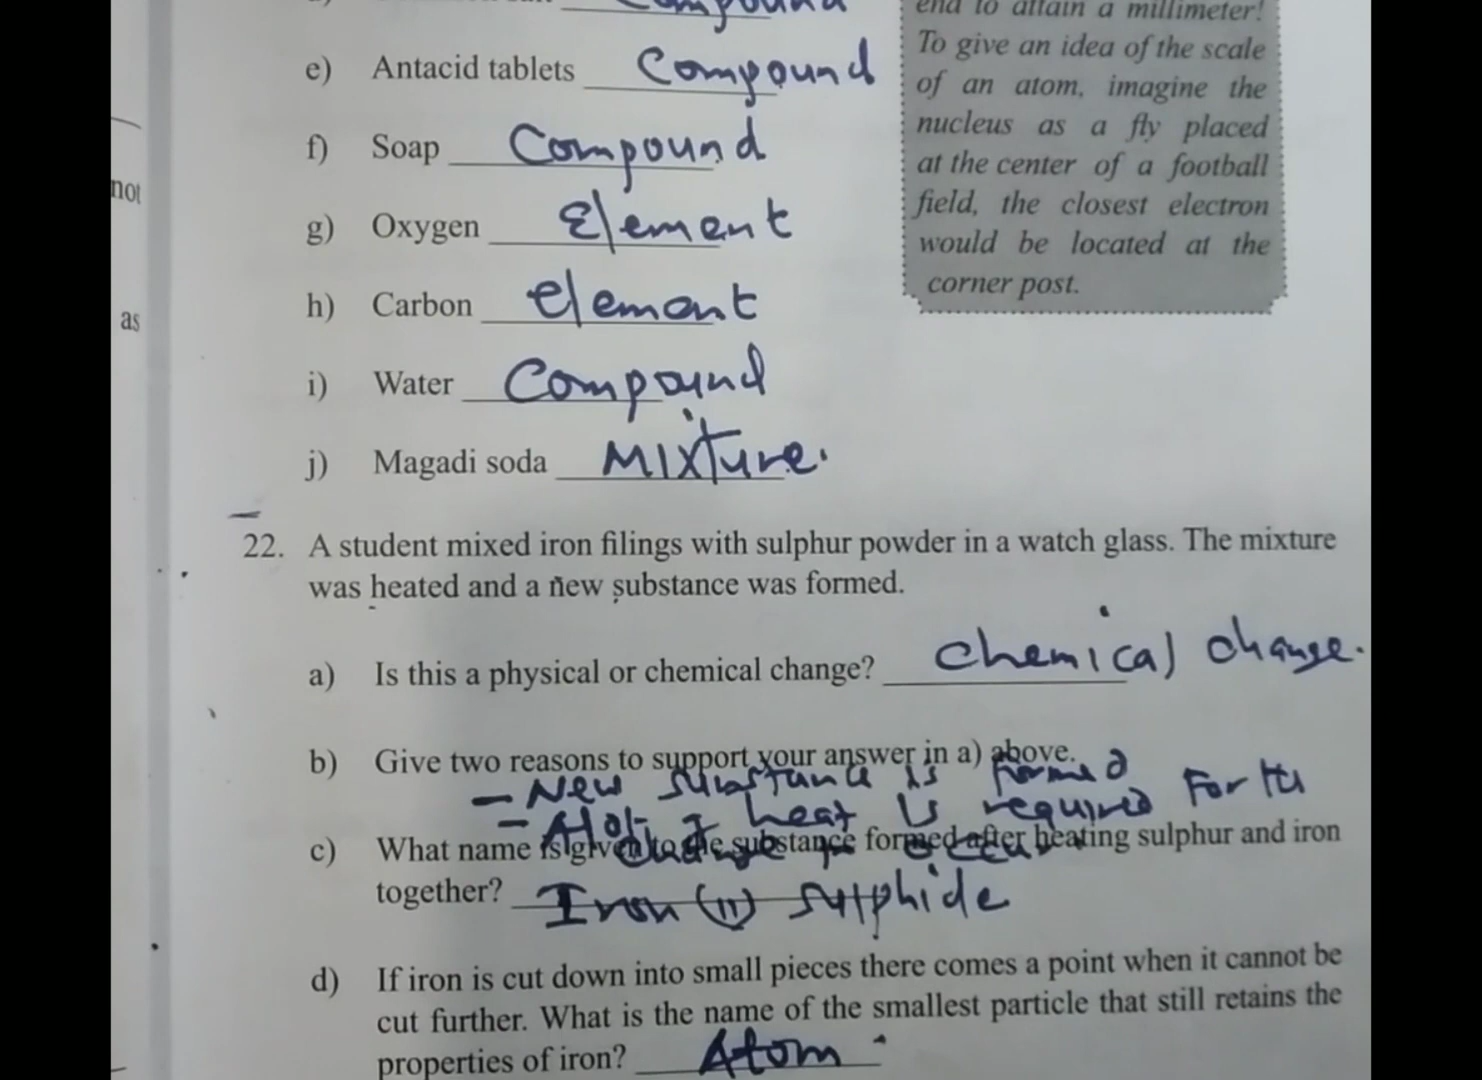 Compound
e) Antacid tablets Compound
f) Soap Compound
g) Oxygen Element
h) Carbon element
i) Water Compound
j) Magadi soda Mixture.
end to attain a millimeter!
To give an idea of the scale
of an atom, imagine the
nucleus as a fly placed
at the center of a football
field, the closest electron
would be located at the
corner post.
not
as
22. A student mixed iron filings with sulphur powder in a watch glass. The mixture
was heated and a new substance was formed.
a) Is this a physical or chemical change? Chemical change.
b) Give two reasons to support your answer in a) above.
- New substance is formed
- Alot of heat is required for the
change to occur
c) What name is given to the substance formed after heating sulphur and iron
together? Iron (II) sulphide
d) If iron is cut down into small pieces there comes a point when it cannot be
cut further. What is the name of the smallest particle that still retains the
properties of iron? Atom